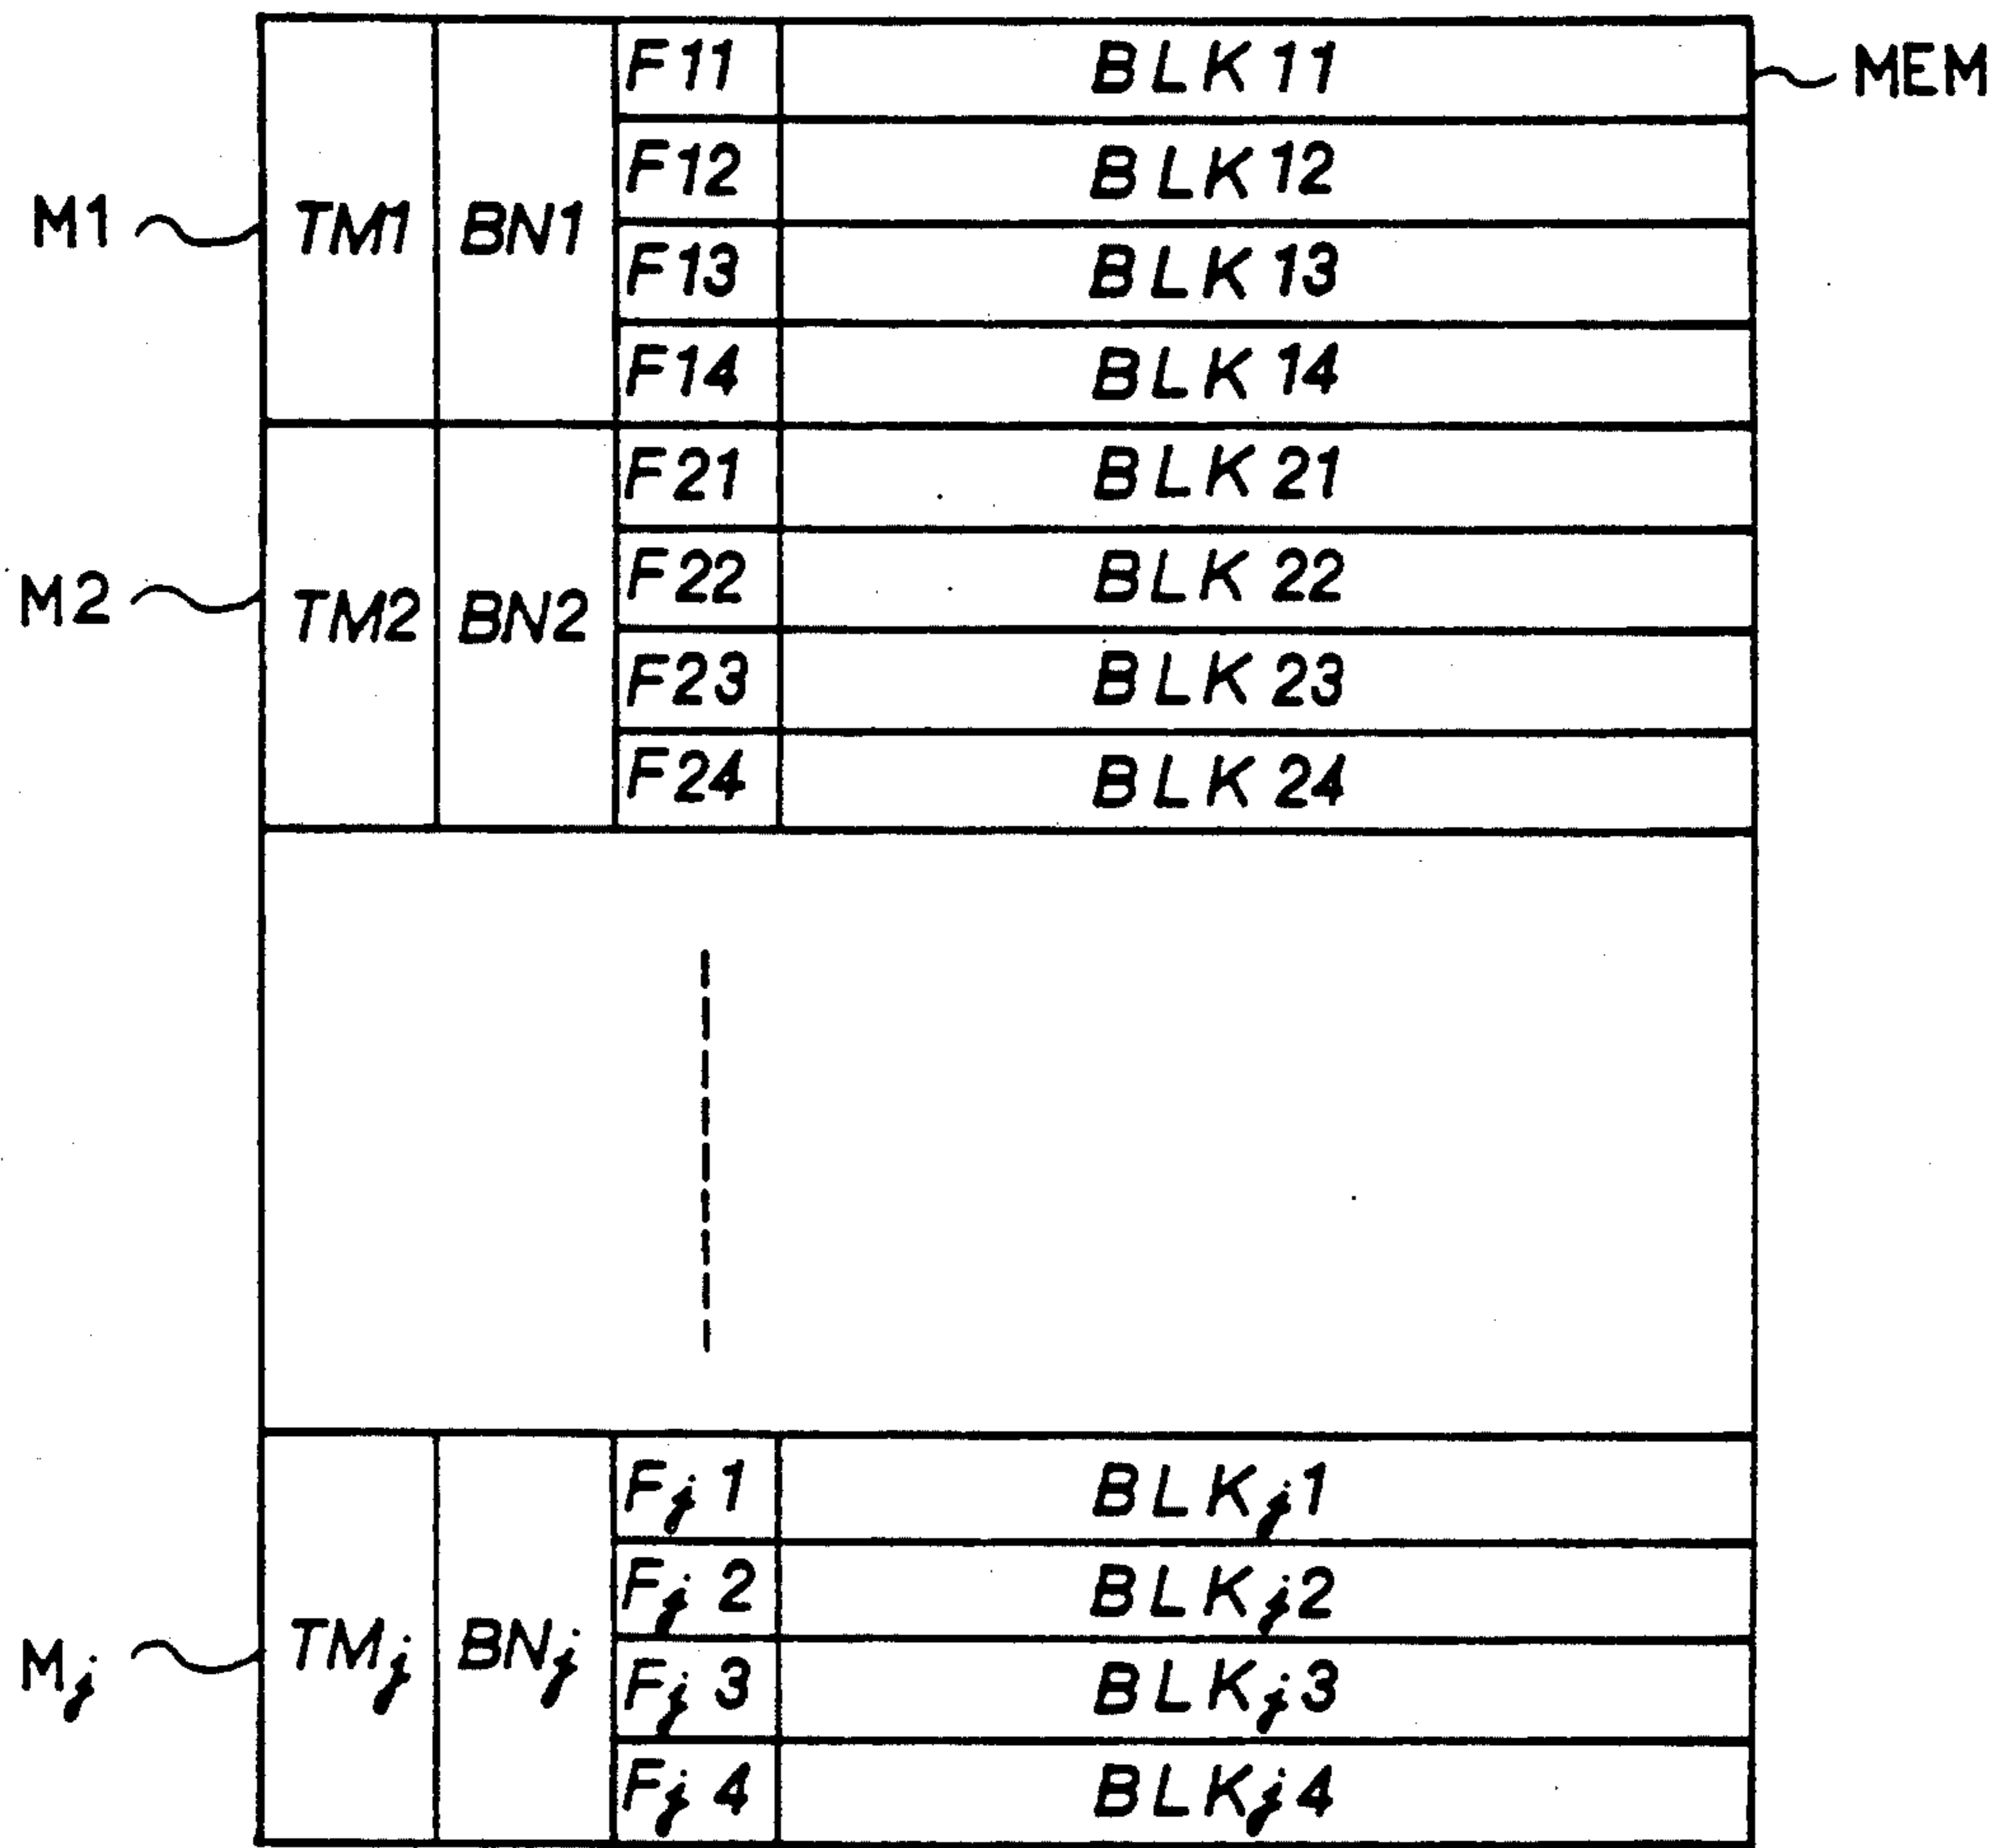 F11 BLK11 MEM
F12 BLK12
M1 TM1 BN1
F13 BLK13
F14 BLK14
F21 BLK21
F22 BLK22
M2 TM2 BN2
F23 BLK23
F24 BLK24
Fj1 BLKj1
Fj2 BLKj2
Mj TMj BNj
Fj3 BLKj3
Fj4 BLKj4